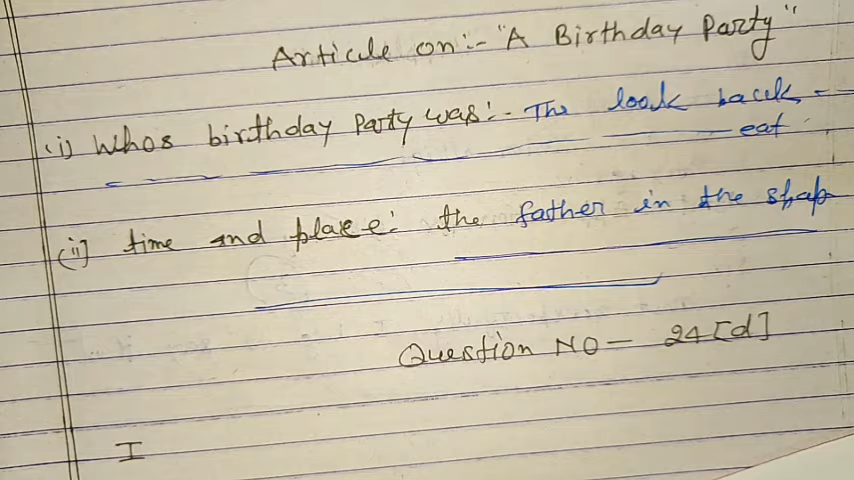 Article on:- "A Birthday Party"
(i) Whos birthday Party was:- The look back, -
eat
(ii) time and place: the father in the shap
Question NO - 24[d]
I